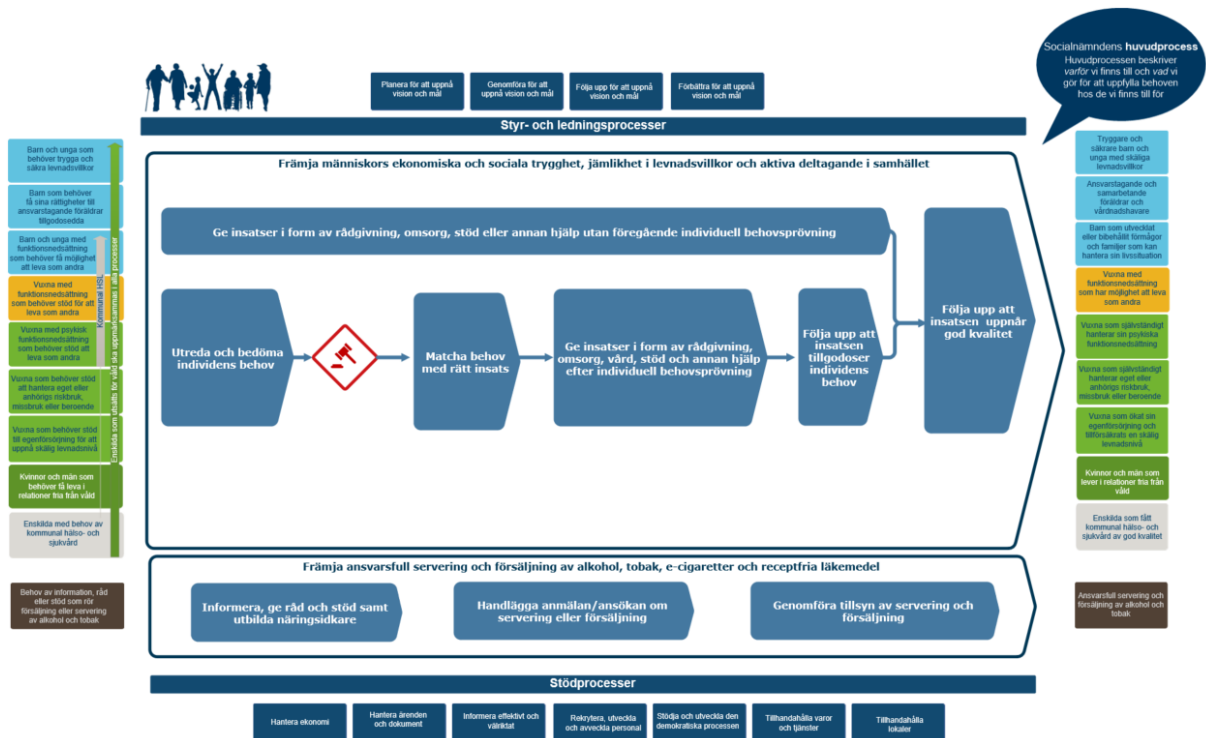 Socialnämndens huvudprocess
Huvudprocessen beskriver
varför vi finns till och vad vi
gör för att uppfylla behoven
hos de vi finns till för
Planera för att uppnå
vision och mål
Genomföra för att
uppnå vision och mål
Följa upp för att uppnå
vision och mål
Förbättra för att uppnå
vision och mål
Styr- och ledningsprocesser
Barn och unga som
behöver trygga och
säkra levnadsvillkor
Barn som behöver
få sina rättigheter till
ansvarstagande föräldrar
tillgodosedda
Barn och unga med
funktionsnedsättning
som behöver få möjlighet
att leva som andra
Vuxna med
funktionsnedsättning
som behöver stöd för att
leva som andra
Vuxna med psykisk
funktionsnedsättning
som behöver stöd att
leva som andra
Vuxna som behöver stöd
att hantera eget eller
anhörigs riskbruk,
missbruk eller beroende
Vuxna som behöver stöd
till egenförsörjning för att
uppnå skälig levnadsnivå
Kvinnor och män som
behöver få leva i
relationer fria från våld
Enskilda med behov av
kommunal hälso- och
sjukvård
Behov av information, råd
eller stöd som rör
försäljning eller servering
av alkohol och tobak
Kommunal HSL
Enskilda som utsätts för våld ska uppmärksammas i alla processer
Främja människors ekonomiska och sociala trygghet, jämlikhet i levnadsvillkor och aktiva deltagande i samhället
Ge insatser i form av rådgivning, omsorg, stöd eller annan hjälp utan föregående individuell behovsprövning
Utreda och bedöma
individens behov
Matcha behov
med rätt insats
Ge insatser i form av rådgivning,
omsorg, vård, stöd och annan hjälp
efter individuell behovsprövning
Följa upp att
insatsen
tillgodoser
individens
behov
Följa upp att
insatsen uppnår
god kvalitet
Främja ansvarsfull servering och försäljning av alkohol, tobak, e-cigaretter och receptfria läkemedel
Informera, ge råd och stöd samt
utbilda näringsidkare
Handlägga anmälan/ansökan om
servering eller försäljning
Genomföra tillsyn av servering och
försäljning
Tryggare och
säkrare barn och
unga med skäliga
levnadsvillkor
Ansvarstagande och
samarbetande
föräldrar och
vårdnadshavare
Barn som utvecklat
eller bibehållit förmågor
och familjer som kan
hantera sin livssituation
Vuxna med
funktionsnedsättning
som har möjlighet att leva
som andra
Vuxna som självständigt
hanterar sin psykiska
funktionsnedsättning
Vuxna som självständigt
hanterar eget eller
anhörigs riskbruk,
missbruk eller beroende
Vuxna som ökat sin
egenförsörjning och
tillförsäkrats en skälig
levnadsnivå
Kvinnor och män som
lever i relationer fria från
våld
Enskilda som fått
kommunal hälso- och
sjukvård av god kvalitet
Ansvarsfull servering och
försäljning av alkohol och
tobak
Stödprocesser
Hantera ekonomi
Hantera ärenden
och dokument
Informera effektivt och
välriktat
Rekrytera, utveckla
och avveckla personal
Stödja och utveckla den
demokratiska processen
Tillhandahålla varor
och tjänster
Tillhandahålla
lokaler